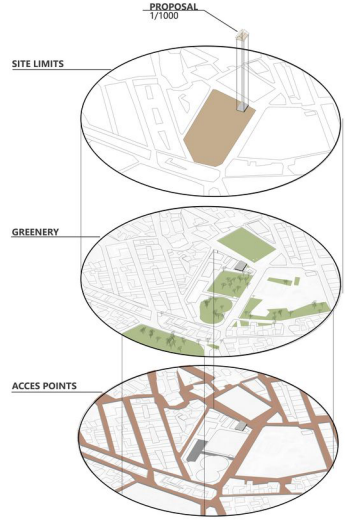 PROPOSAL
1/1000
SITE LIMITS
GREENERY
ACCES POINTS